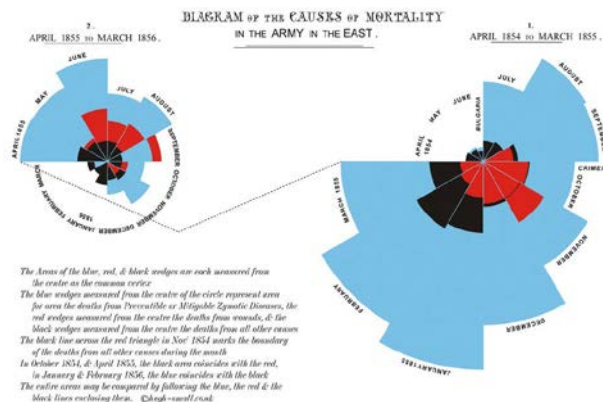 DIAGRAM OF THE CAUSES OF MORTALITY
IN THE ARMY IN THE EAST.
2.
APRIL 1855 TO MARCH 1856.
1.
APRIL 1854 TO MARCH 1855.
APRIL 1855
MAY
JUNE
JULY
AUGUST
SEPTEMBER
OCTOBER
NOVEMBER
DECEMBER
JANUARY
1856
FEBRUARY
MARCH
APRIL
1854
MAY
JUNE
BULGARIA
JULY
AUGUST
SEPTEMBER
CRIMEA
OCTOBER
NOVEMBER
DECEMBER
JANUARY 1855
FEBRUARY
MARCH 1855
The Areas of the blue, red, & black wedges are each measured from
the centre as the common vertex
The blue wedges measured from the centre of the circle represent area
for area the deaths from Preventible or Mitigable Zymotic Diseases, the
red wedges measured from the centre the deaths from wounds, & the
black wedges measured from the centre the deaths from all other causes
The black line across the red triangle in Nov' 1854 marks the boundary
of the deaths from all other causes during the month
In October 1854, & April 1855, the black area coincides with the red,
in January & February 1856, the blue coincides with the black
The entire areas may be compared by following the blue, the red & the
black lines enclosing them. ©hugh-small.co.uk